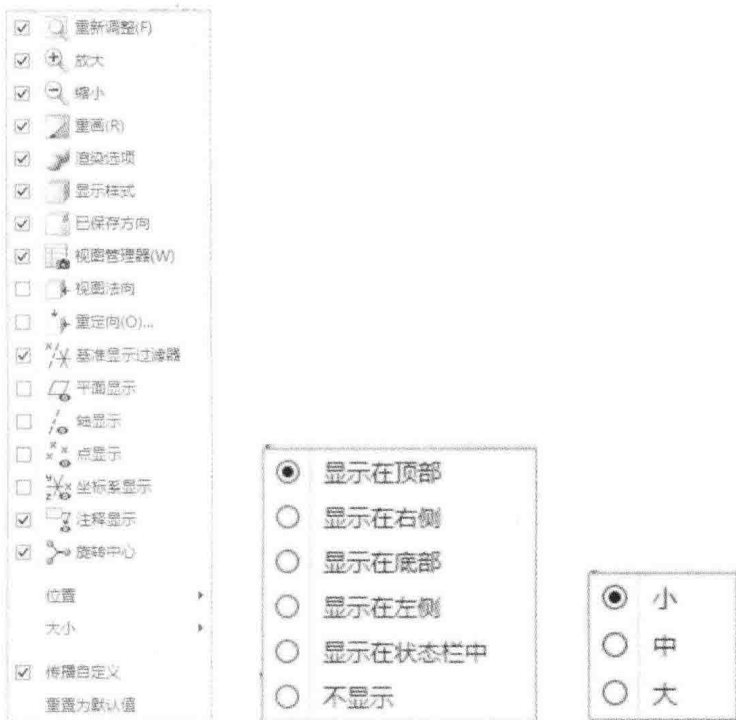 重新调整(F)
放大
缩小
重画(R)
渲染选项
显示样式
已保存方向
视图管理器(W)
视图法向
重定向(O)...
基准显示过滤器
平面显示
轴显示
点显示
坐标系显示
注释显示
旋转中心
位置
大小
传播自定义
重置为默认值
显示在顶部
显示在右侧
显示在底部
显示在左侧
显示在状态栏中
不显示
小
中
大